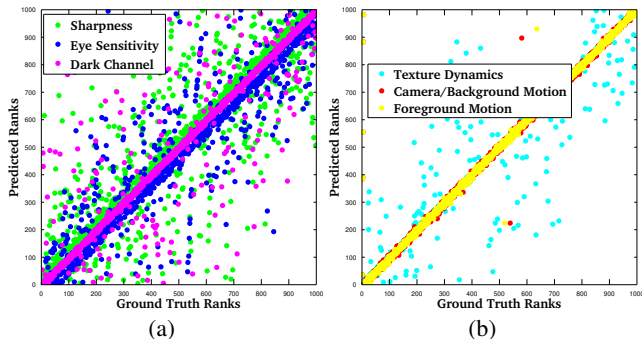 Sharpness
Eye Sensitivity
Dark Channel
Predicted Ranks
1000
900
800
700
600
500
400
300
200
100
0
0 100 200 300 400 500 600 700 800 900 1000
Ground Truth Ranks
(a)
Texture Dynamics
Camera/Background Motion
Foreground Motion
Predicted Ranks
1000
900
800
700
600
500
400
300
200
100
0
0 100 200 300 400 500 600 700 800 900 1000
Ground Truth Ranks
(b)